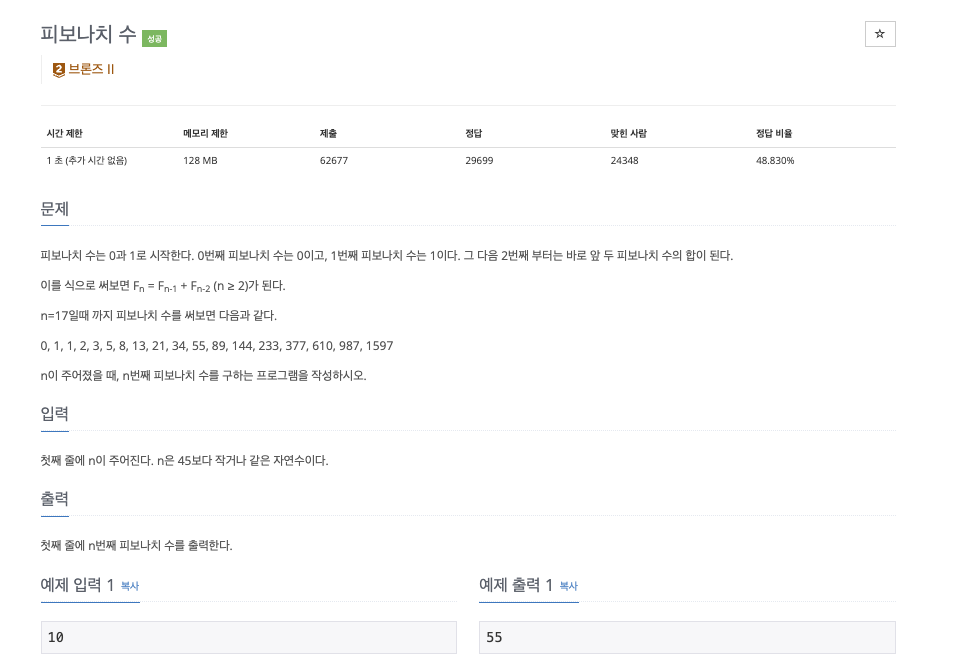 피보나치 수 성공
☆
2 브론즈 II
시간 제한 메모리 제한 제출 정답 맞힌 사람 정답 비율
1 초 (추가 시간 없음) 128 MB 62677 29699 24348 48.830%
문제
피보나치 수는 0과 1로 시작한다. 0번째 피보나치 수는 0이고, 1번째 피보나치 수는 1이다. 그 다음 2번째 부터는 바로 앞 두 피보나치 수의 합이 된다.
이를 식으로 써보면 Fn = Fn-1 + Fn-2 (n ≥ 2)가 된다.
n=17일때 까지 피보나치 수를 써보면 다음과 같다.
0, 1, 1, 2, 3, 5, 8, 13, 21, 34, 55, 89, 144, 233, 377, 610, 987, 1597
n이 주어졌을 때, n번째 피보나치 수를 구하는 프로그램을 작성하시오.
입력
첫째 줄에 n이 주어진다. n은 45보다 작거나 같은 자연수이다.
출력
첫째 줄에 n번째 피보나치 수를 출력한다.
예제 입력 1 복사
10
예제 출력 1 복사
55